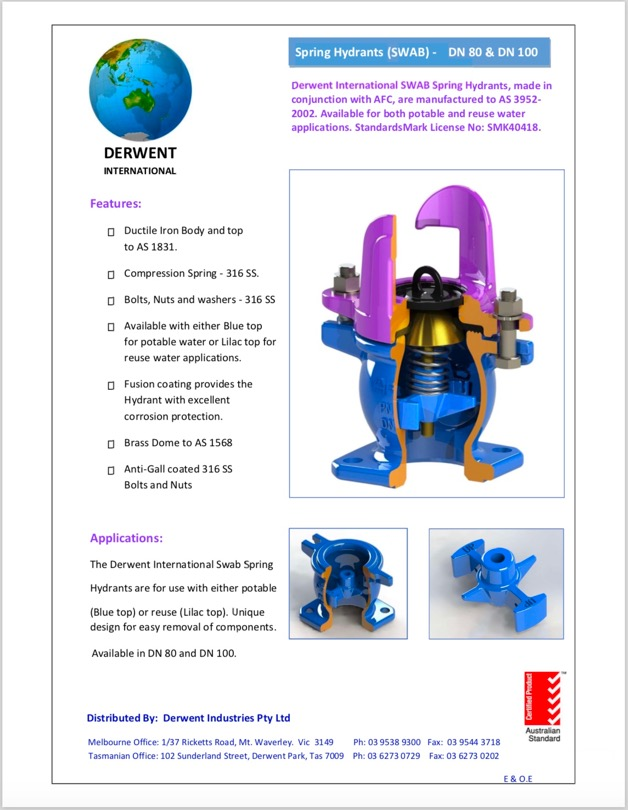 Spring Hydrants (SWAB) - DN 80 & DN 100
Derwent International SWAB Spring Hydrants, made in
conjunction with AFC, are manufactured to AS 3952-
2002. Available for both potable and reuse water
applications. StandardsMark License No: SMK40418.
DERWENT
INTERNATIONAL
Features:
Ductile Iron Body and top
to AS 1831.
Compression Spring - 316 SS.
Bolts, Nuts and washers - 316 SS
Available with either Blue top
for potable water or Lilac top for
reuse water applications.
Fusion coating provides the
Hydrant with excellent
corrosion protection.
Brass Dome to AS 1568
Anti-Gall coated 316 SS
Bolts and Nuts
Applications:
The Derwent International Swab Spring
Hydrants are for use with either potable
(Blue top) or reuse (Lilac top). Unique
design for easy removal of components.
Available in DN 80 and DN 100.
Certified Product
TM
Australian
Standard
Distributed By: Derwent Industries Pty Ltd
Melbourne Office: 1/37 Ricketts Road, Mt. Waverley. Vic 3149 Ph: 03 9538 9300 Fax: 03 9544 3718
Tasmanian Office: 102 Sunderland Street, Derwent Park, Tas 7009 Ph: 03 6273 0729 Fax: 03 6273 0202
E & O.E